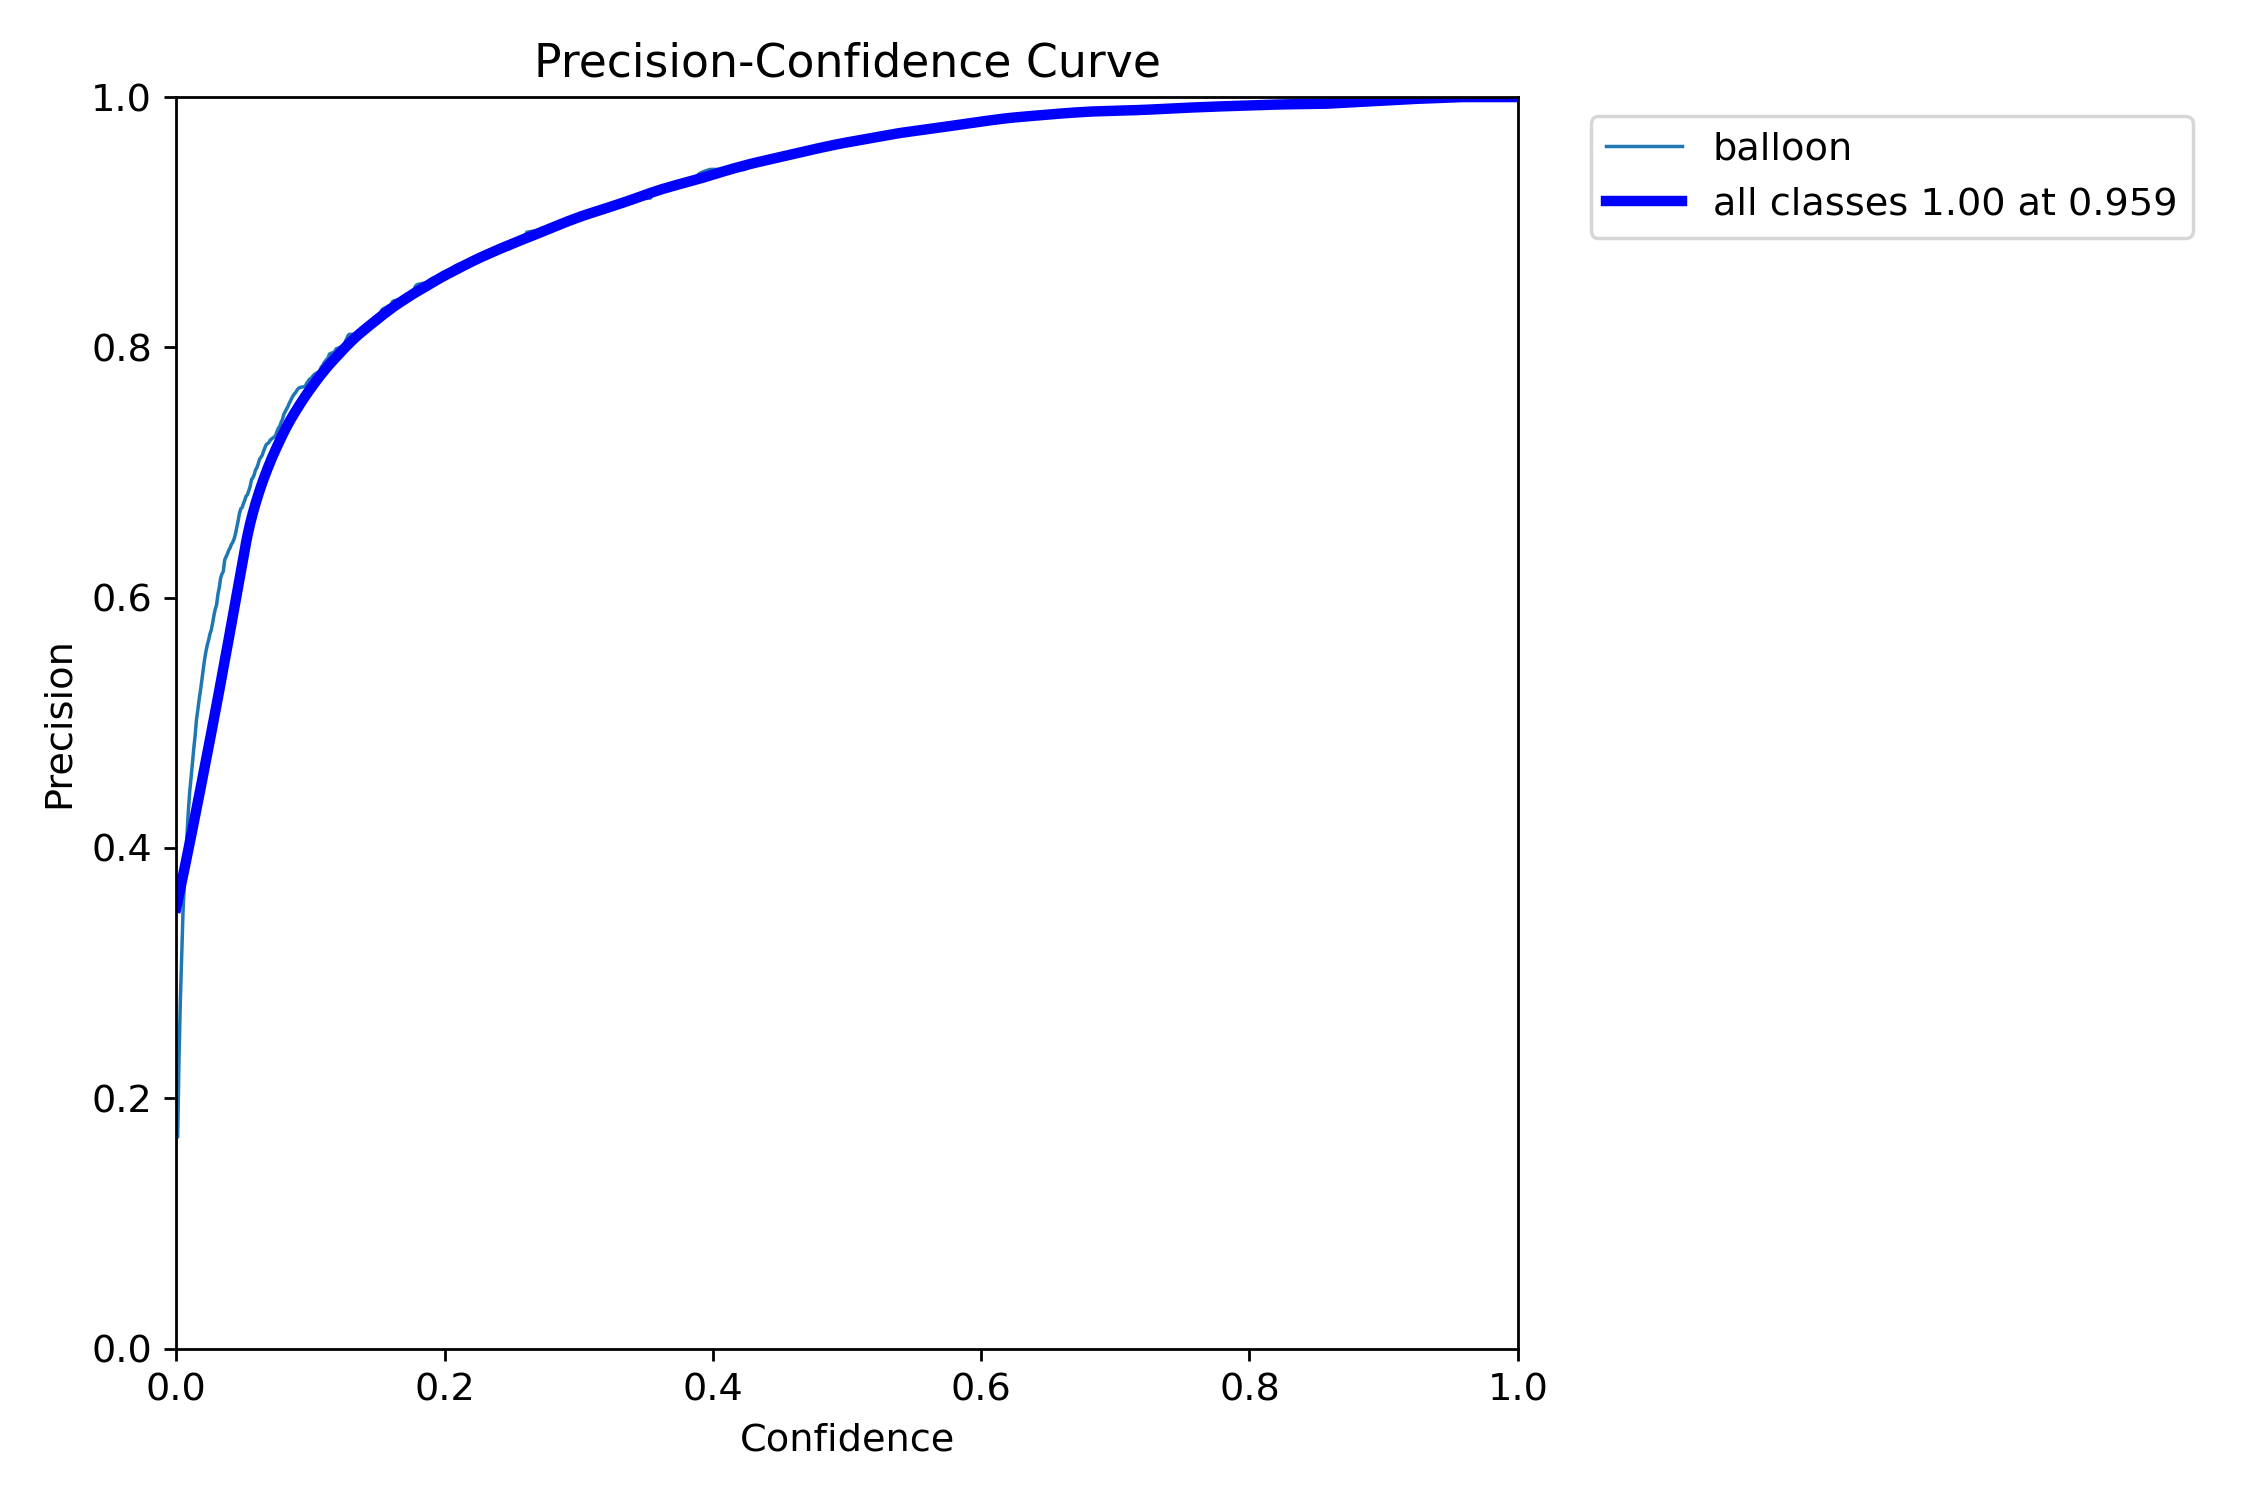 Precision-Confidence Curve
1.0
0.8
0.6
0.4
0.2
0.0
Precision
0.0 0.2 0.4 0.6 0.8 1.0
Confidence
balloon
all classes 1.00 at 0.959